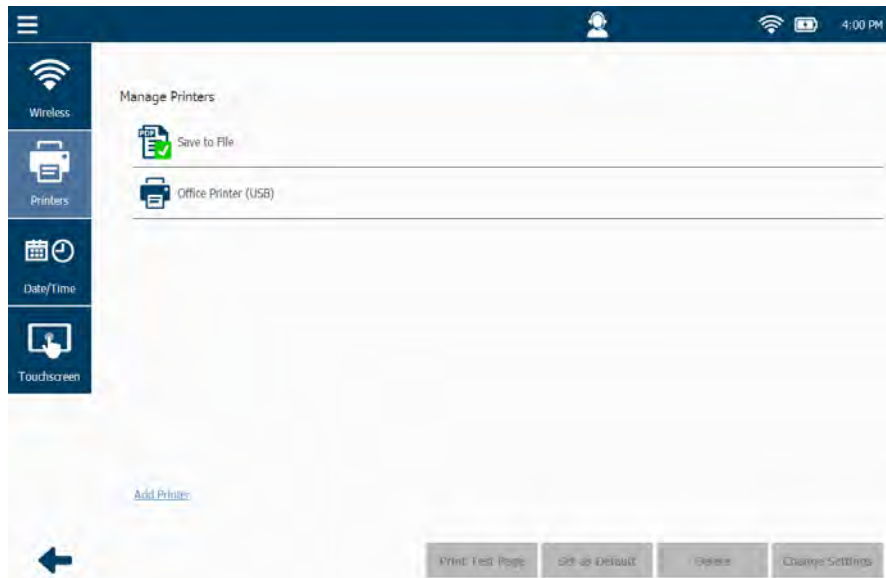 4:00 PM
Wireless
Manage Printers
PDF
Save to File
Printers
Office Printer (USB)
Date/Time
Touchscreen
Add Printer
Print Test Page
Set as Default
Delete
Change Settings